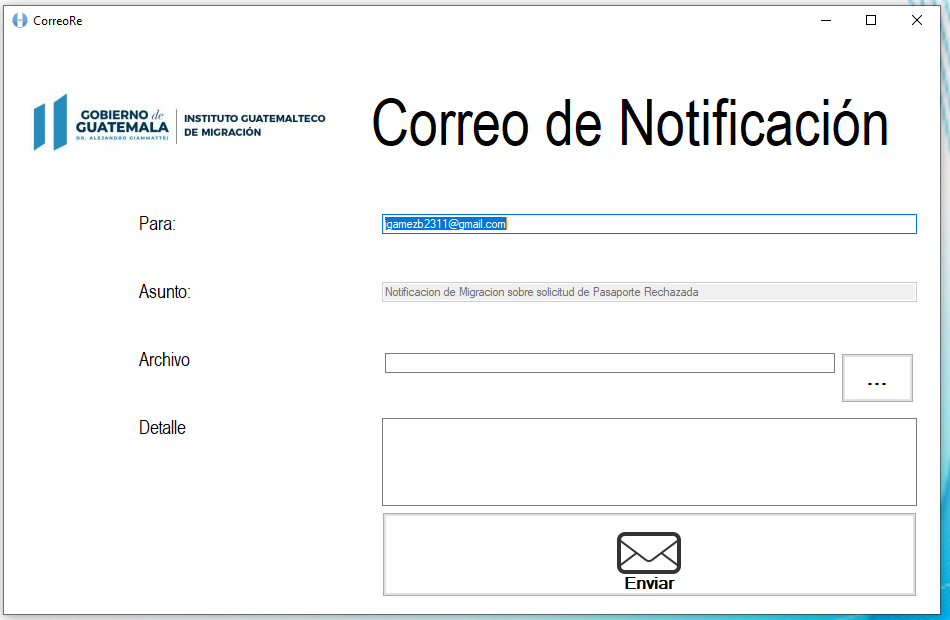 CorreoRe
GOBIERNO de
GUATEMALA
DR. ALEJANDRO GIAMMATTEI
INSTITUTO GUATEMALTECO
DE MIGRACIÓN
Correo de Notificación
Para:
jgamezb2311@gmail.com
Asunto:
Notificacion de Migracion sobre solicitud de Pasaporte Rechazada
Archivo
...
Detalle
Enviar